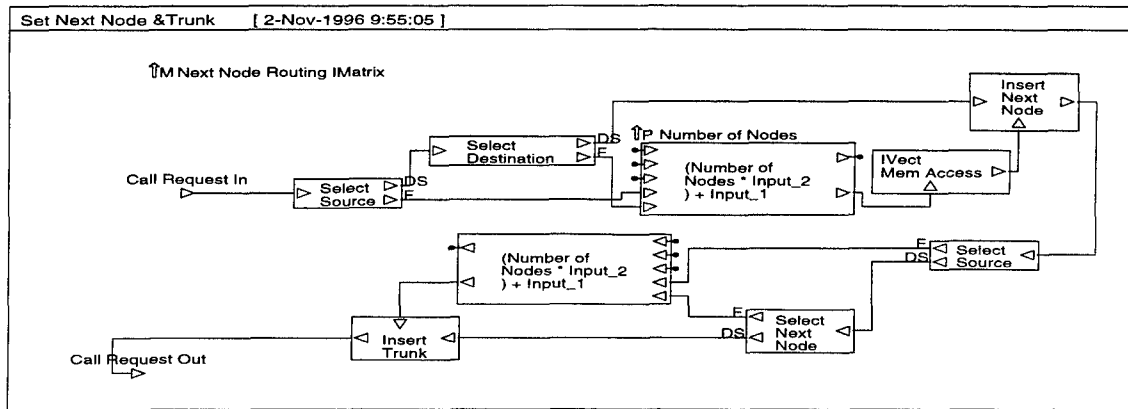 Set Next Node &Trunk [ 2-Nov-1996 9:55:05 ]
⇑M Next Node Routing IMatrix
Insert
Next
Node
⇑P Number of Nodes
Select
Destination
DS
F
(Number of
Nodes * Input_2
) + Input_1
IVect
Mem Access
Call Request In
Select
Source
DS
F
(Number of
Nodes * Input_2
) + Input_1
F
DS
Select
Source
F
DS
Select
Next
Node
Insert
Trunk
Call Request Out